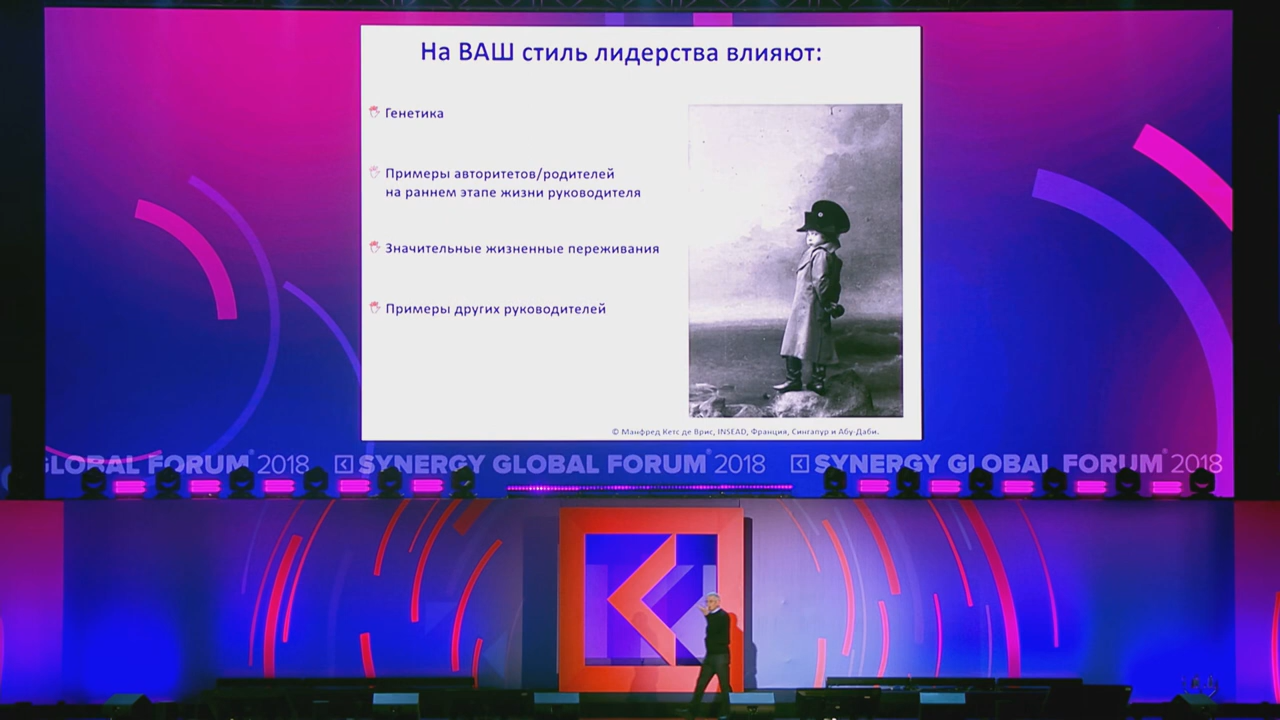 На ВАШ стиль лидерства влияют:
Генетика
Примеры авторитетов/родителей
на раннем этапе жизни руководителя
Значительные жизненные переживания
Примеры других руководителей
© Манфред Кетс де Врис, INSEAD, Франция, Сингапур и Абу-Даби.
GLOBAL FORUM 2018 SYNERGY GLOBAL FORUM 2018 SYNERGY GLOBAL FORUM 2018